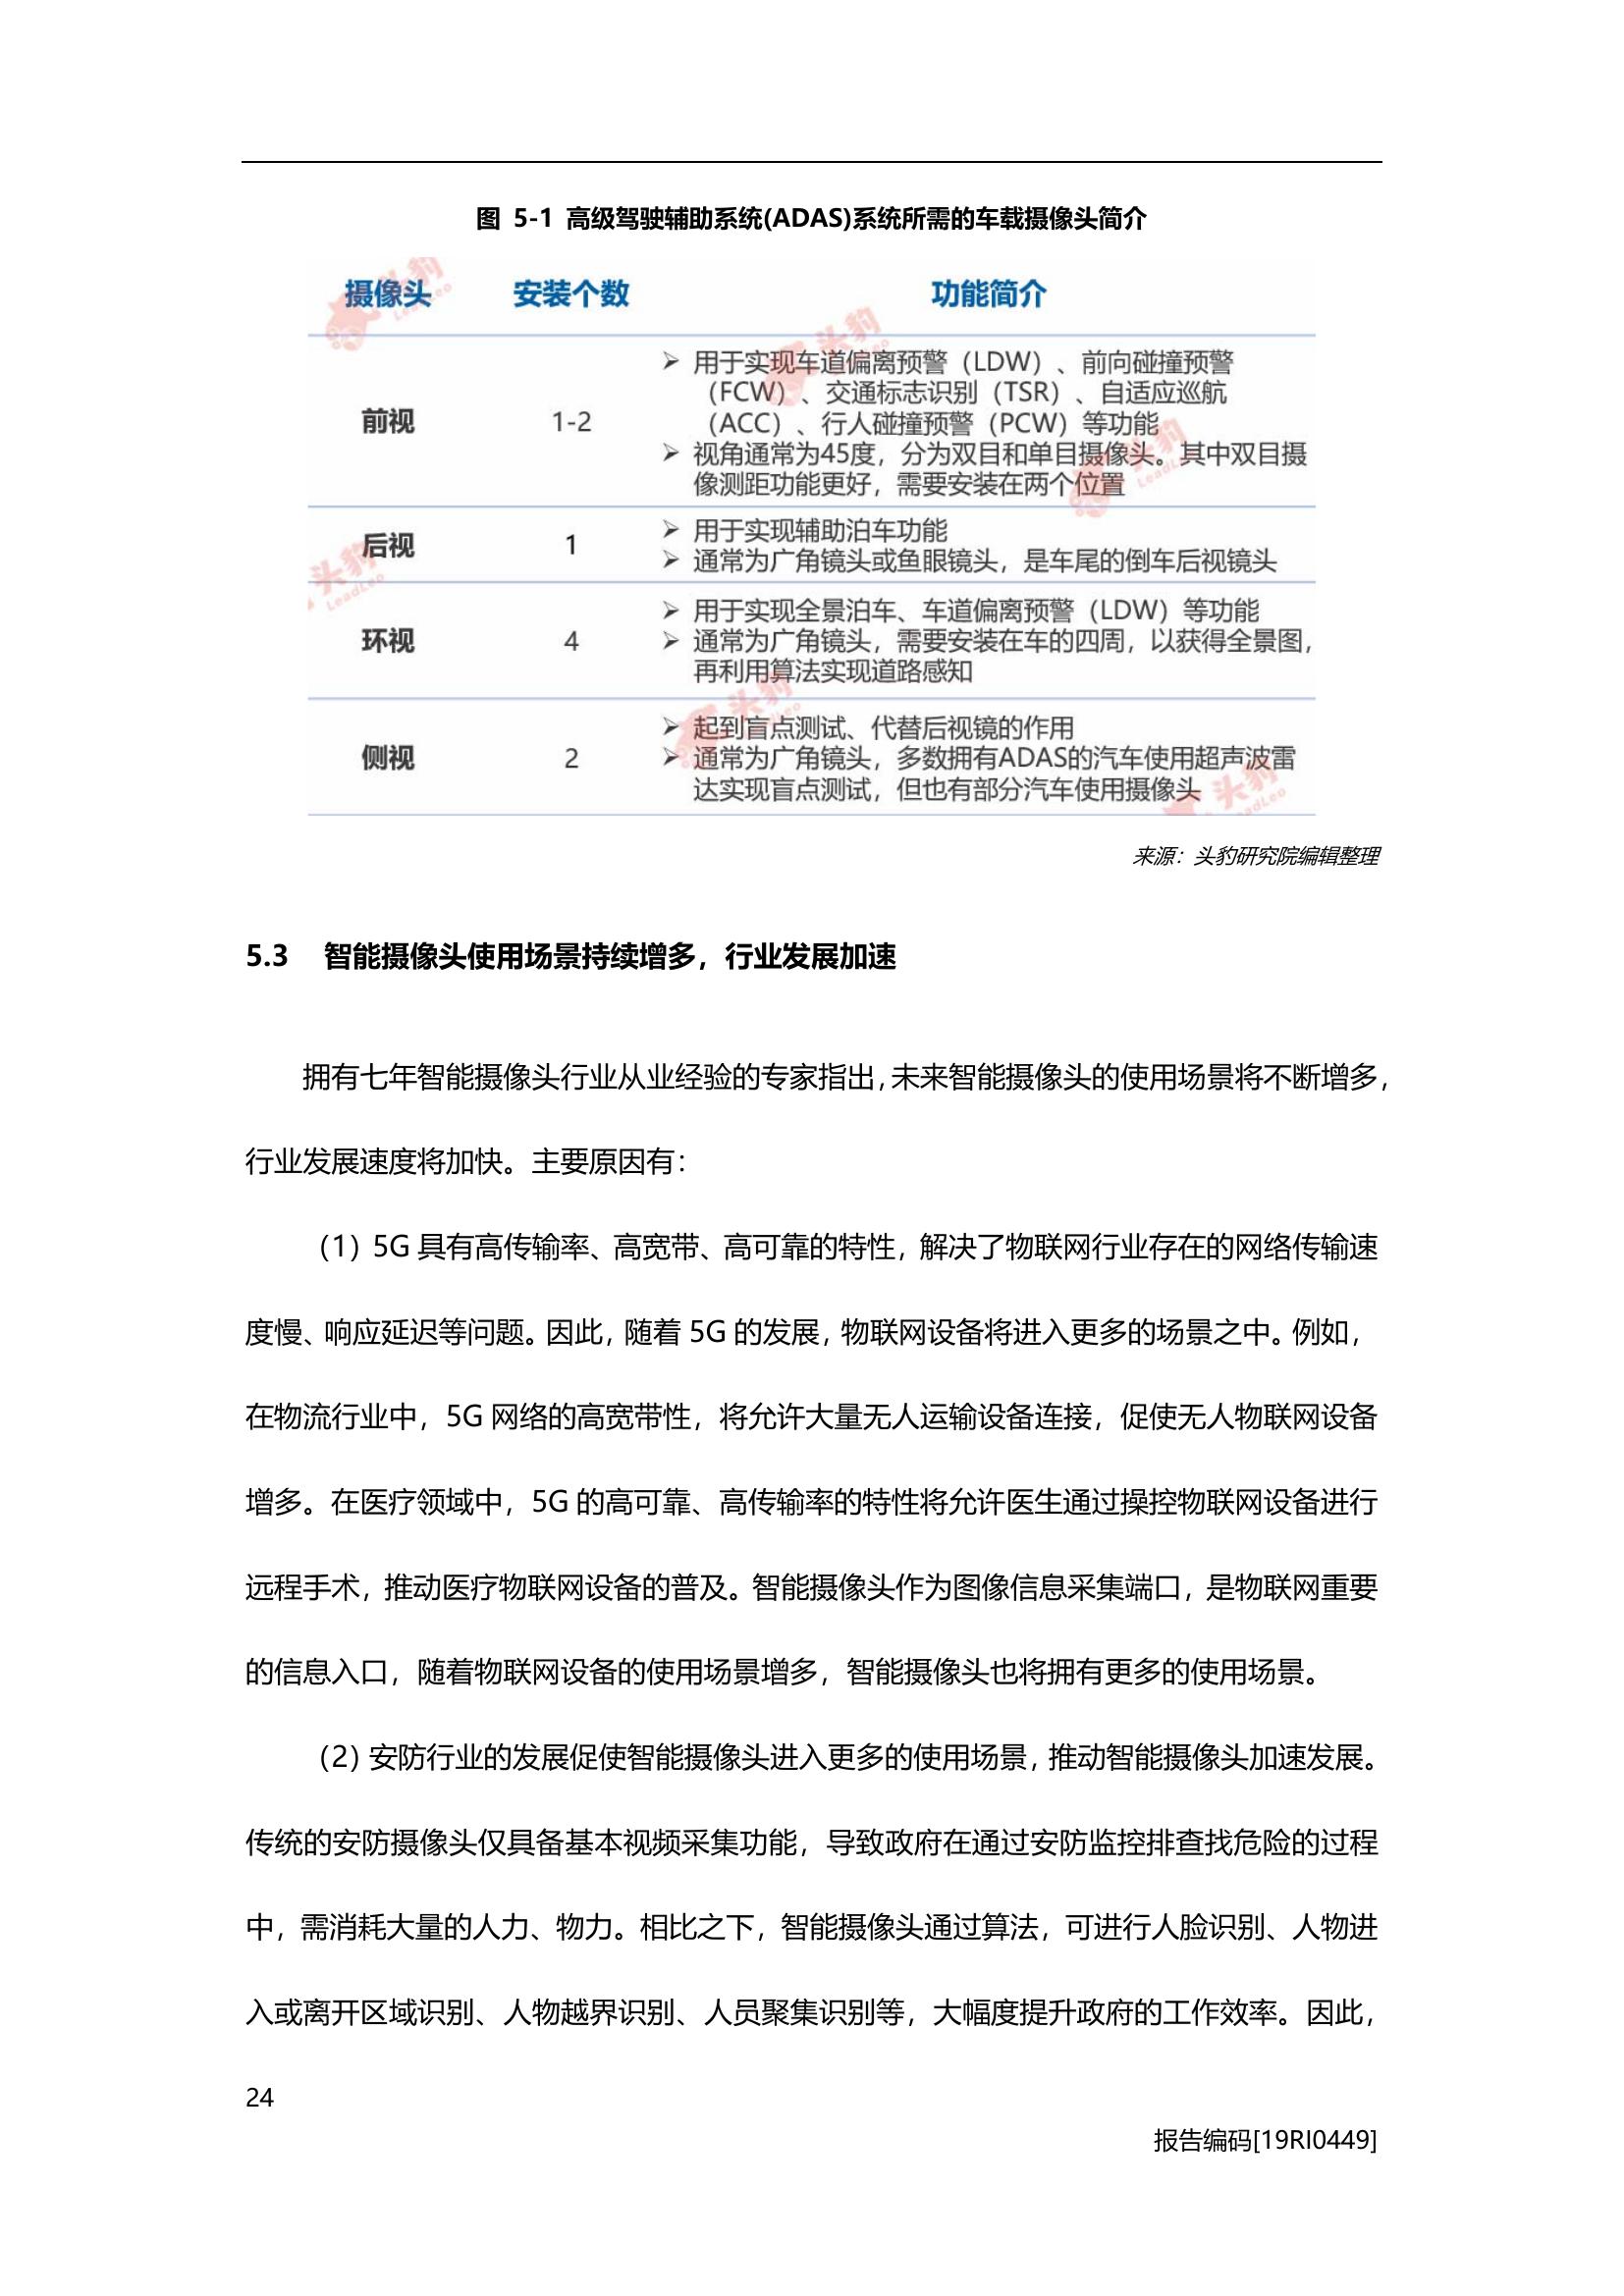 图 5-1 高级驾驶辅助系统(ADAS)系统所需的车载摄像头简介
摄像头 安装个数 功能简介
前视 1-2
➢ 用于实现车道偏离预警（LDW）、前向碰撞预警
（FCW）、交通标志识别（TSR）、自适应巡航
（ACC）、行人碰撞预警（PCW）等功能
➢ 视角通常为45度，分为双目和单目摄像头。其中双目摄
像测距功能更好，需要安装在两个位置
后视 1
➢ 用于实现辅助泊车功能
➢ 通常为广角镜头或鱼眼镜头，是车尾的倒车后视镜头
环视 4
➢ 用于实现全景泊车、车道偏离预警（LDW）等功能
➢ 通常为广角镜头，需要安装在车的四周，以获得全景图，
再利用算法实现道路感知
侧视 2
➢ 起到盲点测试、代替后视镜的作用
➢ 通常为广角镜头，多数拥有ADAS的汽车使用超声波雷
达实现盲点测试，但也有部分汽车使用摄像头
头豹 LeadLeo
来源：头豹研究院编辑整理
5.3 智能摄像头使用场景持续增多，行业发展加速
拥有七年智能摄像头行业从业经验的专家指出，未来智能摄像头的使用场景将不断增多，
行业发展速度将加快。主要原因有：
（1）5G 具有高传输率、高宽带、高可靠的特性，解决了物联网行业存在的网络传输速
度慢、响应延迟等问题。因此，随着 5G 的发展，物联网设备将进入更多的场景之中。例如，
在物流行业中，5G 网络的高宽带性，将允许大量无人运输设备连接，促使无人物联网设备
增多。在医疗领域中，5G 的高可靠、高传输率的特性将允许医生通过操控物联网设备进行
远程手术，推动医疗物联网设备的普及。智能摄像头作为图像信息采集端口，是物联网重要
的信息入口，随着物联网设备的使用场景增多，智能摄像头也将拥有更多的使用场景。
（2）安防行业的发展促使智能摄像头进入更多的使用场景，推动智能摄像头加速发展。
传统的安防摄像头仅具备基本视频采集功能，导致政府在通过安防监控排查找危险的过程
中，需消耗大量的人力、物力。相比之下，智能摄像头通过算法，可进行人脸识别、人物进
入或离开区域识别、人物越界识别、人员聚集识别等，大幅度提升政府的工作效率。因此，
24
报告编码[19RI0449]